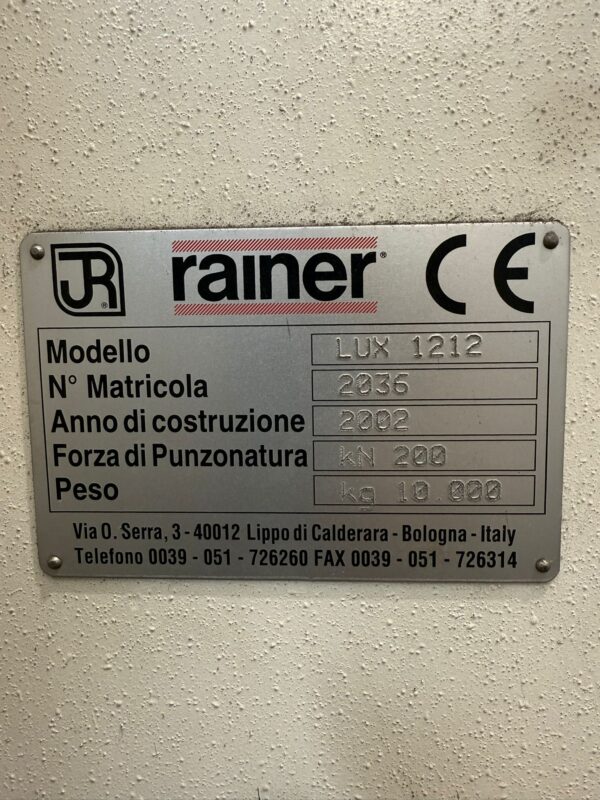 JR ®
rainer® CE
Modello LUX 1212
N° Matricola 2036
Anno di costruzione 2002
Forza di Punzonatura kN 200
Peso kg 10.000
Via O. Serra, 3 - 40012 Lippo di Calderara - Bologna - Italy
Telefono 0039 - 051 - 726260 FAX 0039 - 051 - 726314